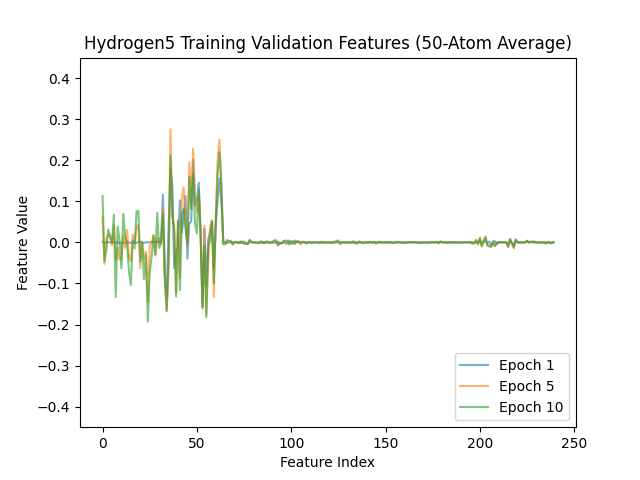 Hydrogen5 Training Validation Features (50-Atom Average)
0.4
0.3
0.2
0.1
0.0
−0.1
−0.2
−0.3
−0.4
Feature Value
Epoch 1
Epoch 5
Epoch 10
0 50 100 150 200 250
Feature Index